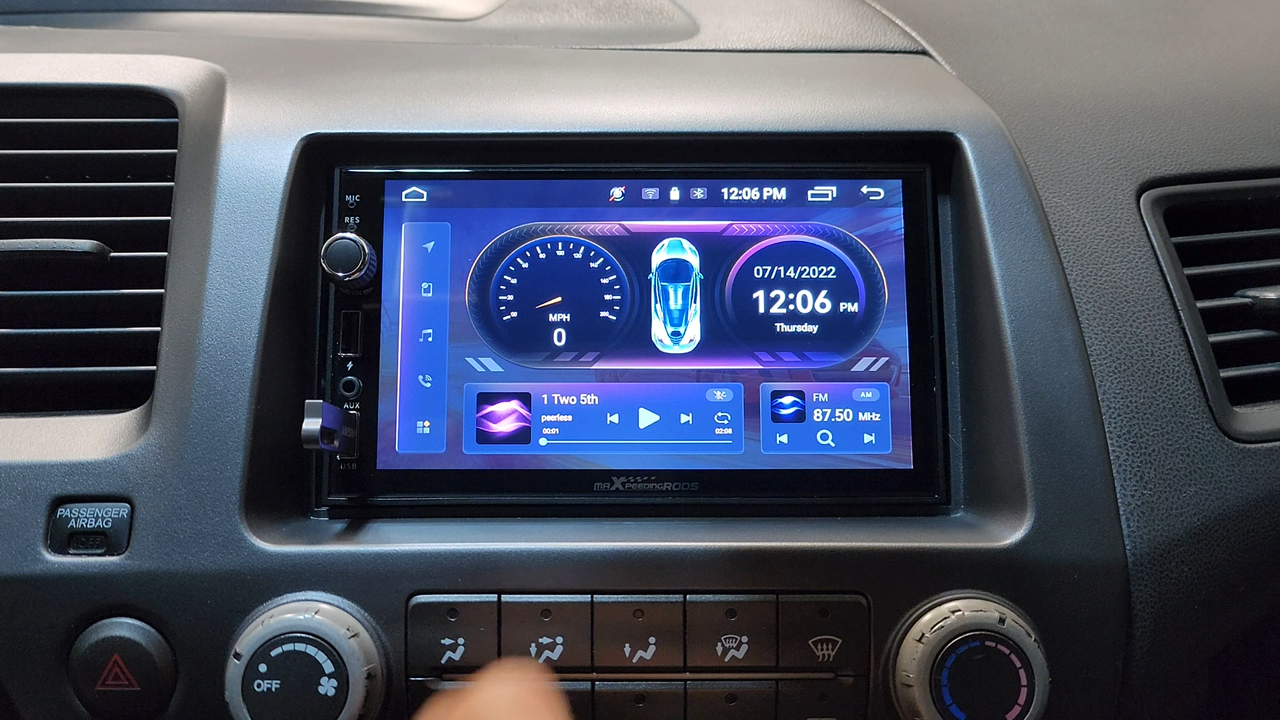 MIC
RES
12:06 PM
MPH
0
07/14/2022
12:06 PM
Thursday
1 Two 5th
peerless
00:01
02:08
FM
AM
87.50 MHz
AUX
USB
MAXPEEDINGRODS
PASSENGER
AIRBAG
OFF
OFF